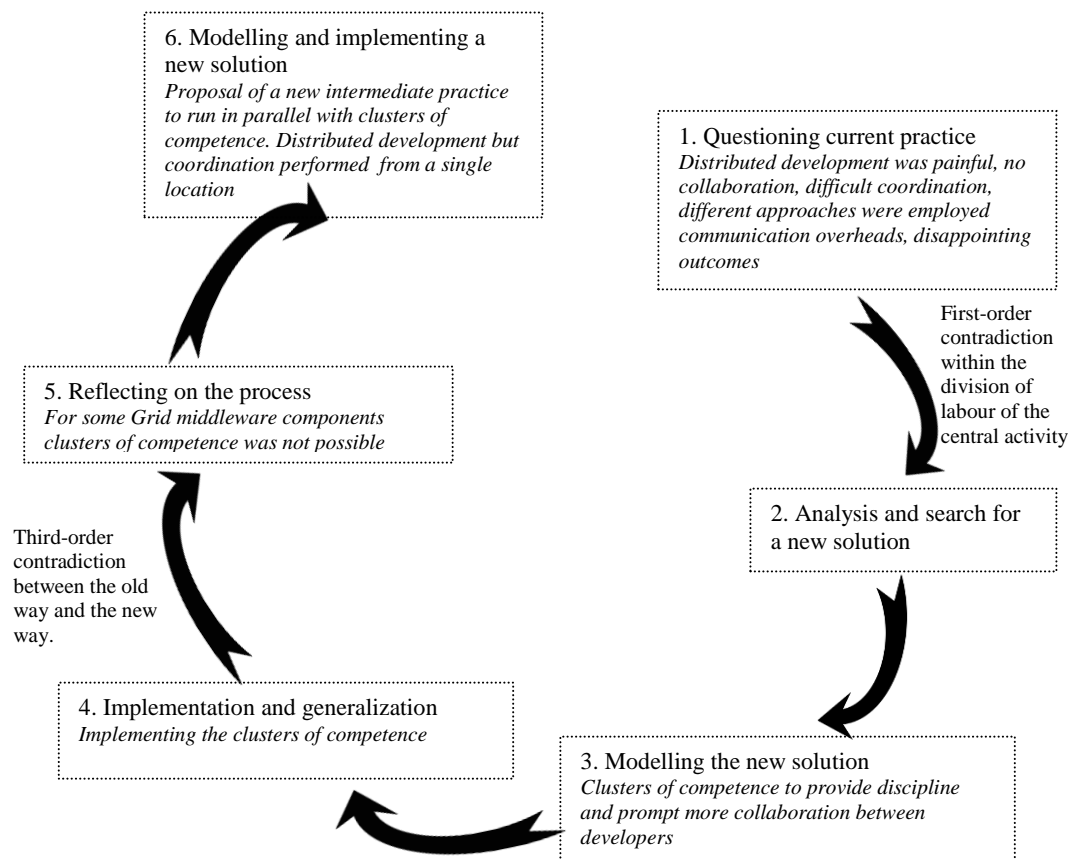 1. Questioning current practice
Distributed development was painful, no
collaboration, difficult coordination,
different approaches were employed
communication overheads, disappointing
outcomes
First-order
contradiction
within the
division of
labour of the
central activity
2. Analysis and search for
a new solution
3. Modelling the new solution
Clusters of competence to provide discipline
and prompt more collaboration between
developers
4. Implementation and generalization
Implementing the clusters of competence
Third-order
contradiction
between the old
way and the new
way.
5. Reflecting on the process
For some Grid middleware components
clusters of competence was not possible
6. Modelling and implementing a
new solution
Proposal of a new intermediate practice
to run in parallel with clusters of
competence. Distributed development but
coordination performed from a single
location